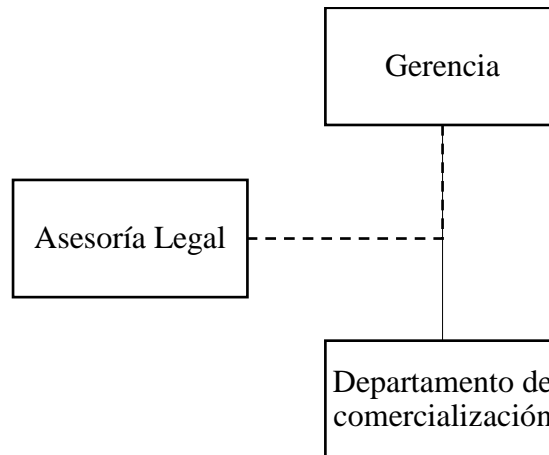 Gerencia
Asesoría Legal
Departamento de
comercialización